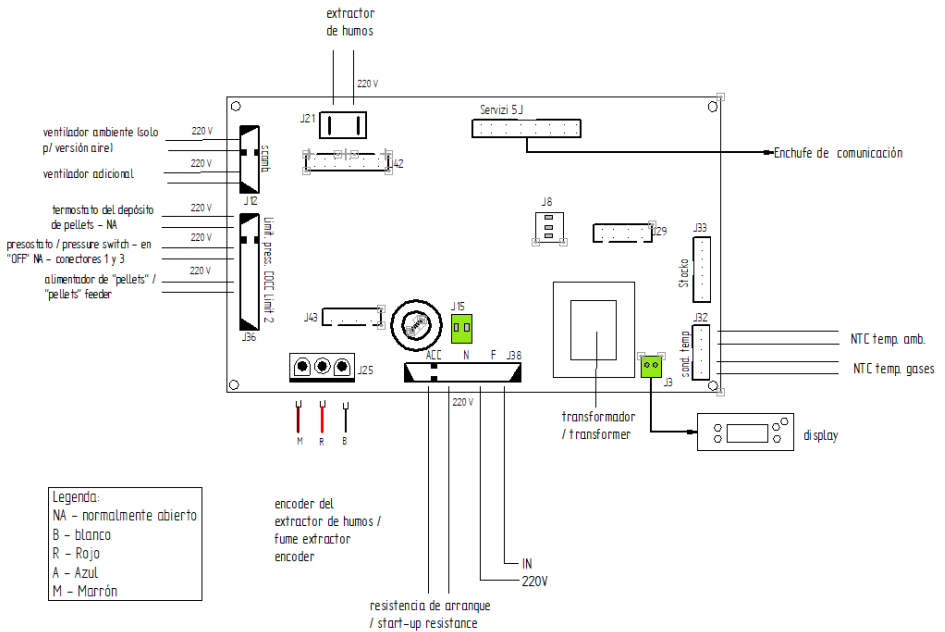 extractor
de humos
220 V
J21
Servizi 5J
ventilador ambiente (solo
p/ versión aire)
220 V
scamb.
J42
Enchufe de comunicación
220 V
ventilador adicional
J12
termostato del depósito
de pellets - NA
220 V
J8
J29
J33
presostato / pressure switch - en
"OFF" NA - conectores 1 y 3
220 V
Limit. press. COCC Limit 2
Stacko
alimentador de "pellets" /
"pellets" feeder
220 V
J43
J15
J32
J36
sond. temp
NTC temp. amb.
ACC N F J38
J25
J3
NTC temp. gases
220 V
M R B
transformador
/ transformer
display
Legenda:
NA - normalmente abierto
B - blanco
R - Rojo
A - Azul
M - Marrón
encoder del
extractor de humos /
fume extractor
encoder
IN
220V
resistencia de arranque
/ start-up resistance